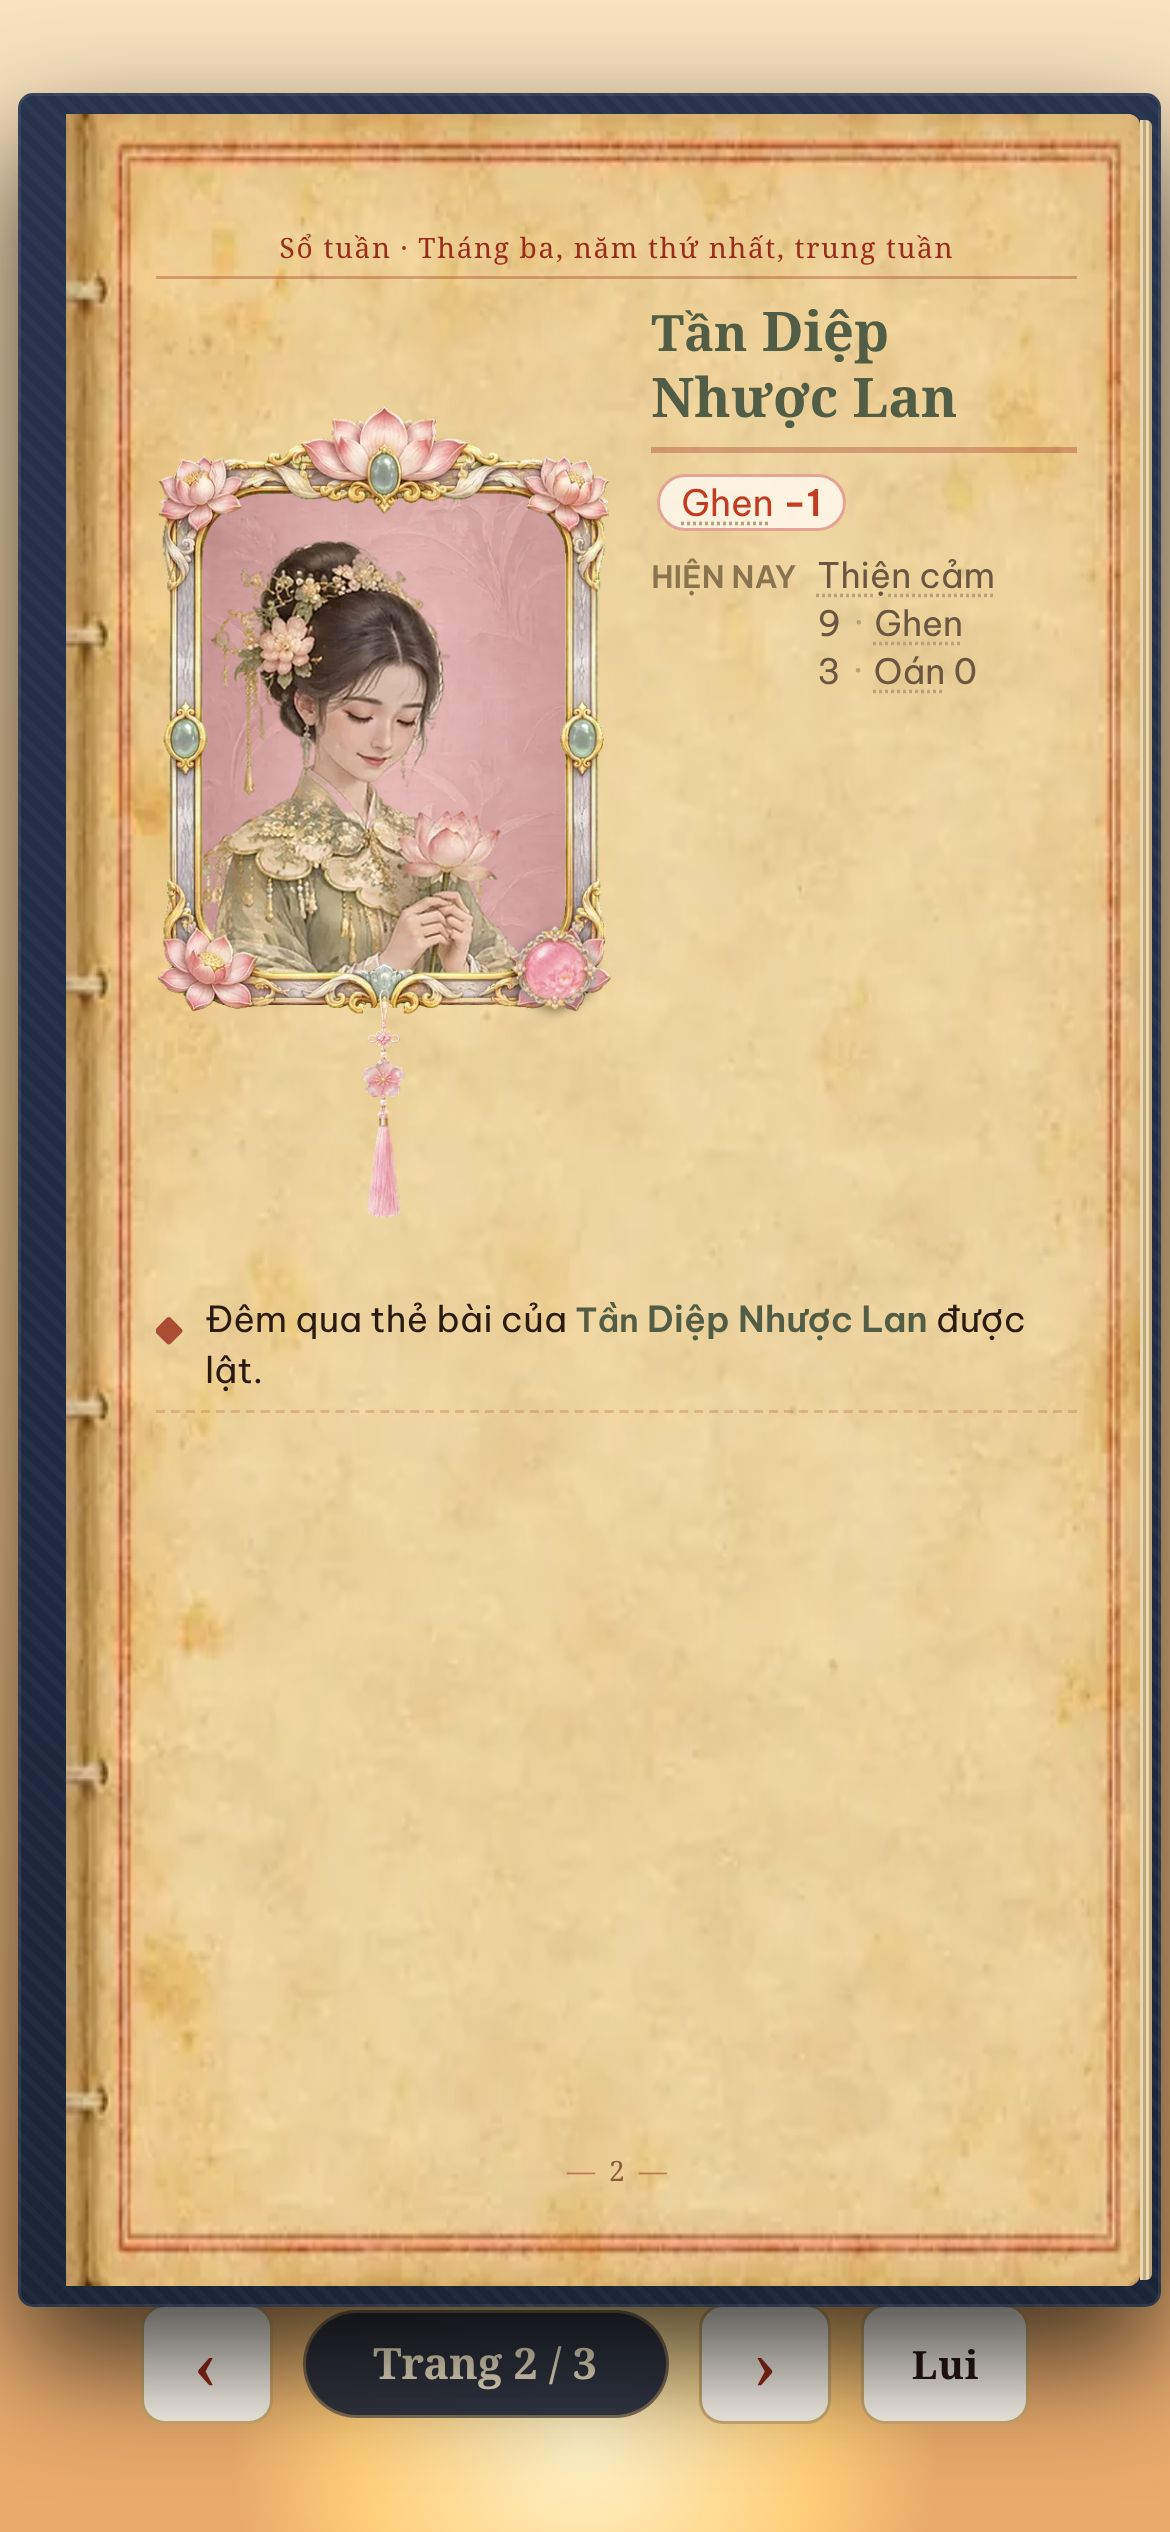 Sổ tuần · Tháng ba, năm thứ nhất, trung tuần
Tần Diệp
Nhược Lan
Ghen −1
HIỆN NAY Thiện cảm
9 · Ghen
3 · Oán 0
Đêm qua thẻ bài của Tần Diệp Nhược Lan được
lật.
— 2 —
‹ Trang 2 / 3 › Lui